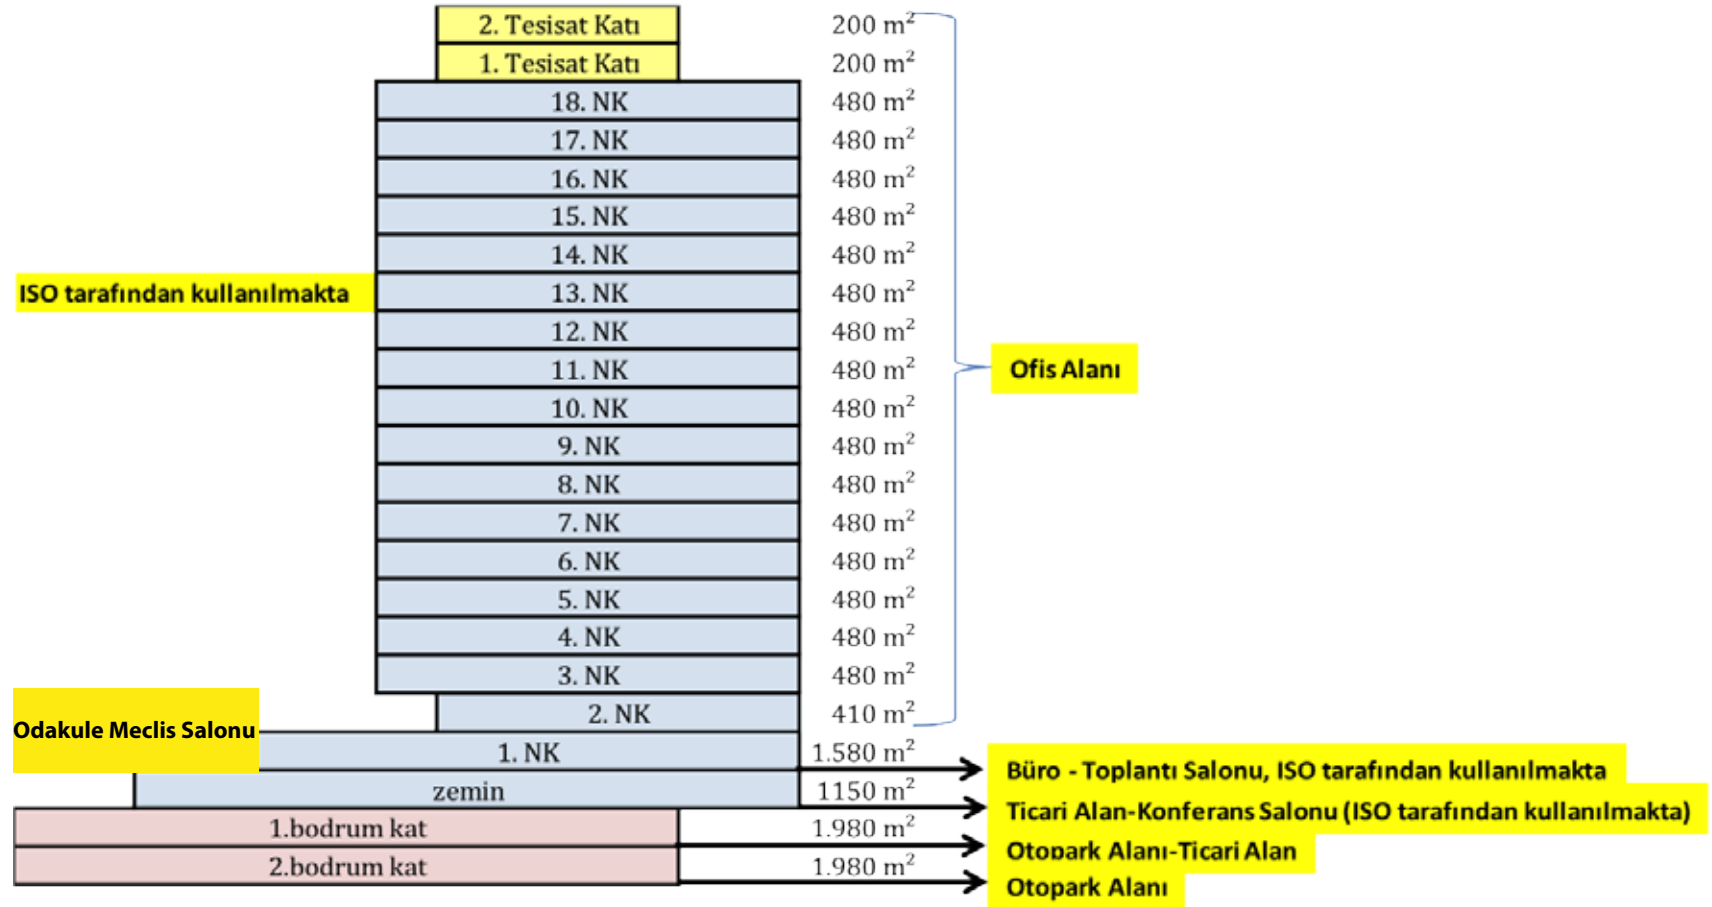 2. Tesisat Katı 200 m²
1. Tesisat Katı 200 m²
18. NK 480 m²
17. NK 480 m²
16. NK 480 m²
15. NK 480 m²
14. NK 480 m²
ISO tarafından kullanılmakta 13. NK 480 m²
12. NK 480 m²
11. NK 480 m²
Ofis Alanı
10. NK 480 m²
9. NK 480 m²
8. NK 480 m²
7. NK 480 m²
6. NK 480 m²
5. NK 480 m²
4. NK 480 m²
3. NK 480 m²
2. NK 410 m²
Odakule Meclis Salonu
1. NK 1.580 m²
Büro - Toplantı Salonu, ISO tarafından kullanılmakta
zemin 1150 m²
Ticari Alan-Konferans Salonu (ISO tarafından kullanılmakta)
1.bodrum kat 1.980 m²
Otopark Alanı-Ticari Alan
2.bodrum kat 1.980 m²
Otopark Alanı